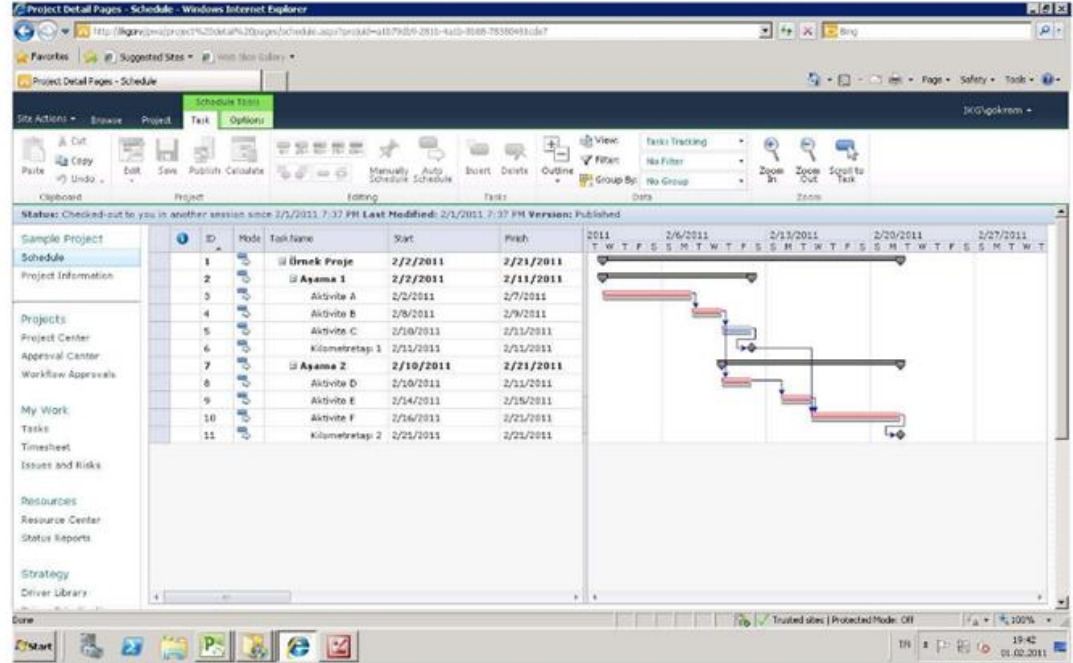 Project Detail Pages - Schedule - Windows Internet Explorer
Bing
Favorites Suggested Sites Web Slice Gallery
Project Detail Pages - Schedule
Page Safety Tools
Schedule Tools
Site Actions Browse Project Task Options
Paste
Cut
Copy
Undo
Clipboard
Edit Save Publish Calculate
Project
Manually Schedule
Auto Schedule
Editing
Insert Delete Outline
Tasks
View: Tasks Tracking
Filter: No Filter
Group By: No Group
Data
Zoom In
Zoom Out
Scroll to Task
Zoom
Status: Checked-out to you in another session since 2/1/2011 7:37 PM Last Modified: 2/1/2011 7:37 PM Version: Published
Sample Project
Schedule
Project Information
Projects
Project Center
Approval Center
Workflow Approvals
My Work
Tasks
Timesheet
Issues and Risks
Resources
Resource Center
Status Reports
Strategy
Driver Library
ID Mode Task Name Start Finish
1 Örnek Proje 2/2/2011 2/21/2011
2 Aşama 1 2/2/2011 2/11/2011
3 Aktivite A 2/2/2011 2/7/2011
4 Aktivite B 2/8/2011 2/9/2011
5 Aktivite C 2/10/2011 2/11/2011
6 Kilometretaşı 1 2/11/2011 2/11/2011
7 Aşama 2 2/10/2011 2/21/2011
8 Aktivite D 2/10/2011 2/11/2011
9 Aktivite E 2/14/2011 2/15/2011
10 Aktivite F 2/16/2011 2/21/2011
11 Kilometretaşı 2 2/21/2011 2/21/2011
2011 2/6/2011 2/13/2011 2/20/2011 2/27/2011
T W T F S S M T W T F S S M T W T F S S M T W T F S S M T W T
Done
Trusted sites | Protected Mode: Off
100%
Start
TR
19:42
01.02.2011